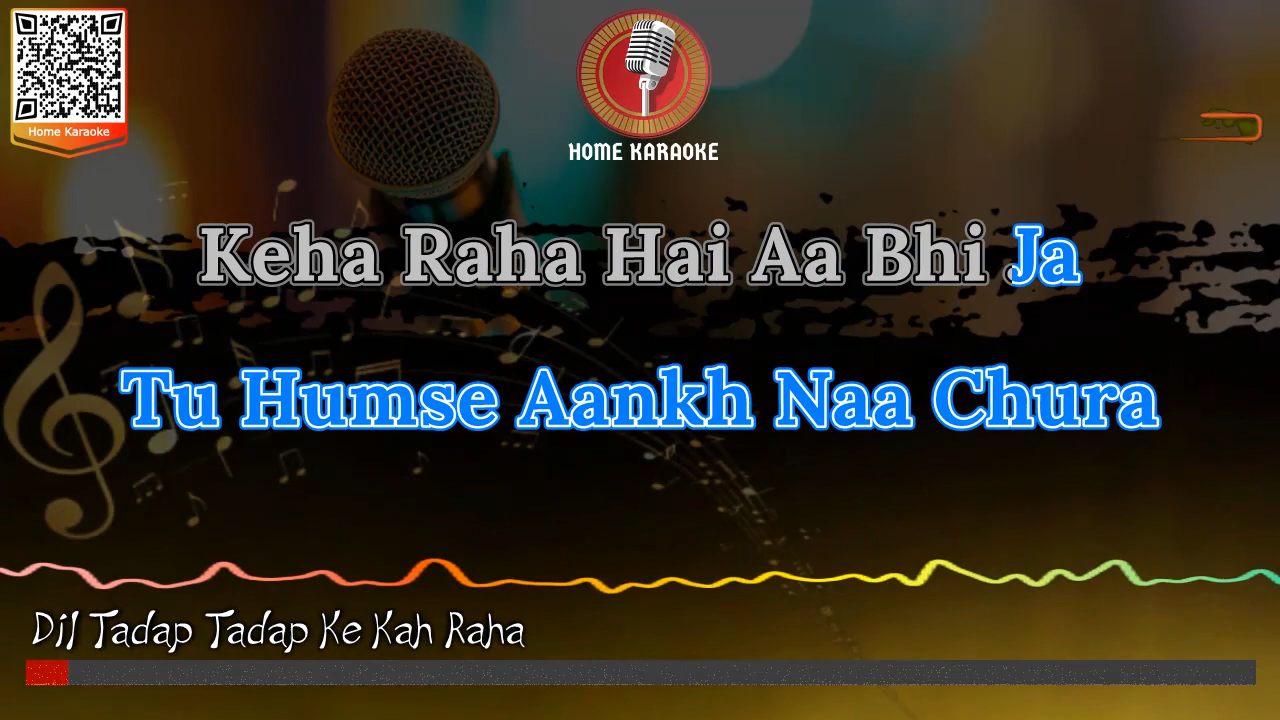 Home Karaoke
HOME KARAOKE
Keha Raha Hai Aa Bhi Ja
Tu Humse Aankh Naa Chura
Dil Tadap Tadap Ke Kah Raha